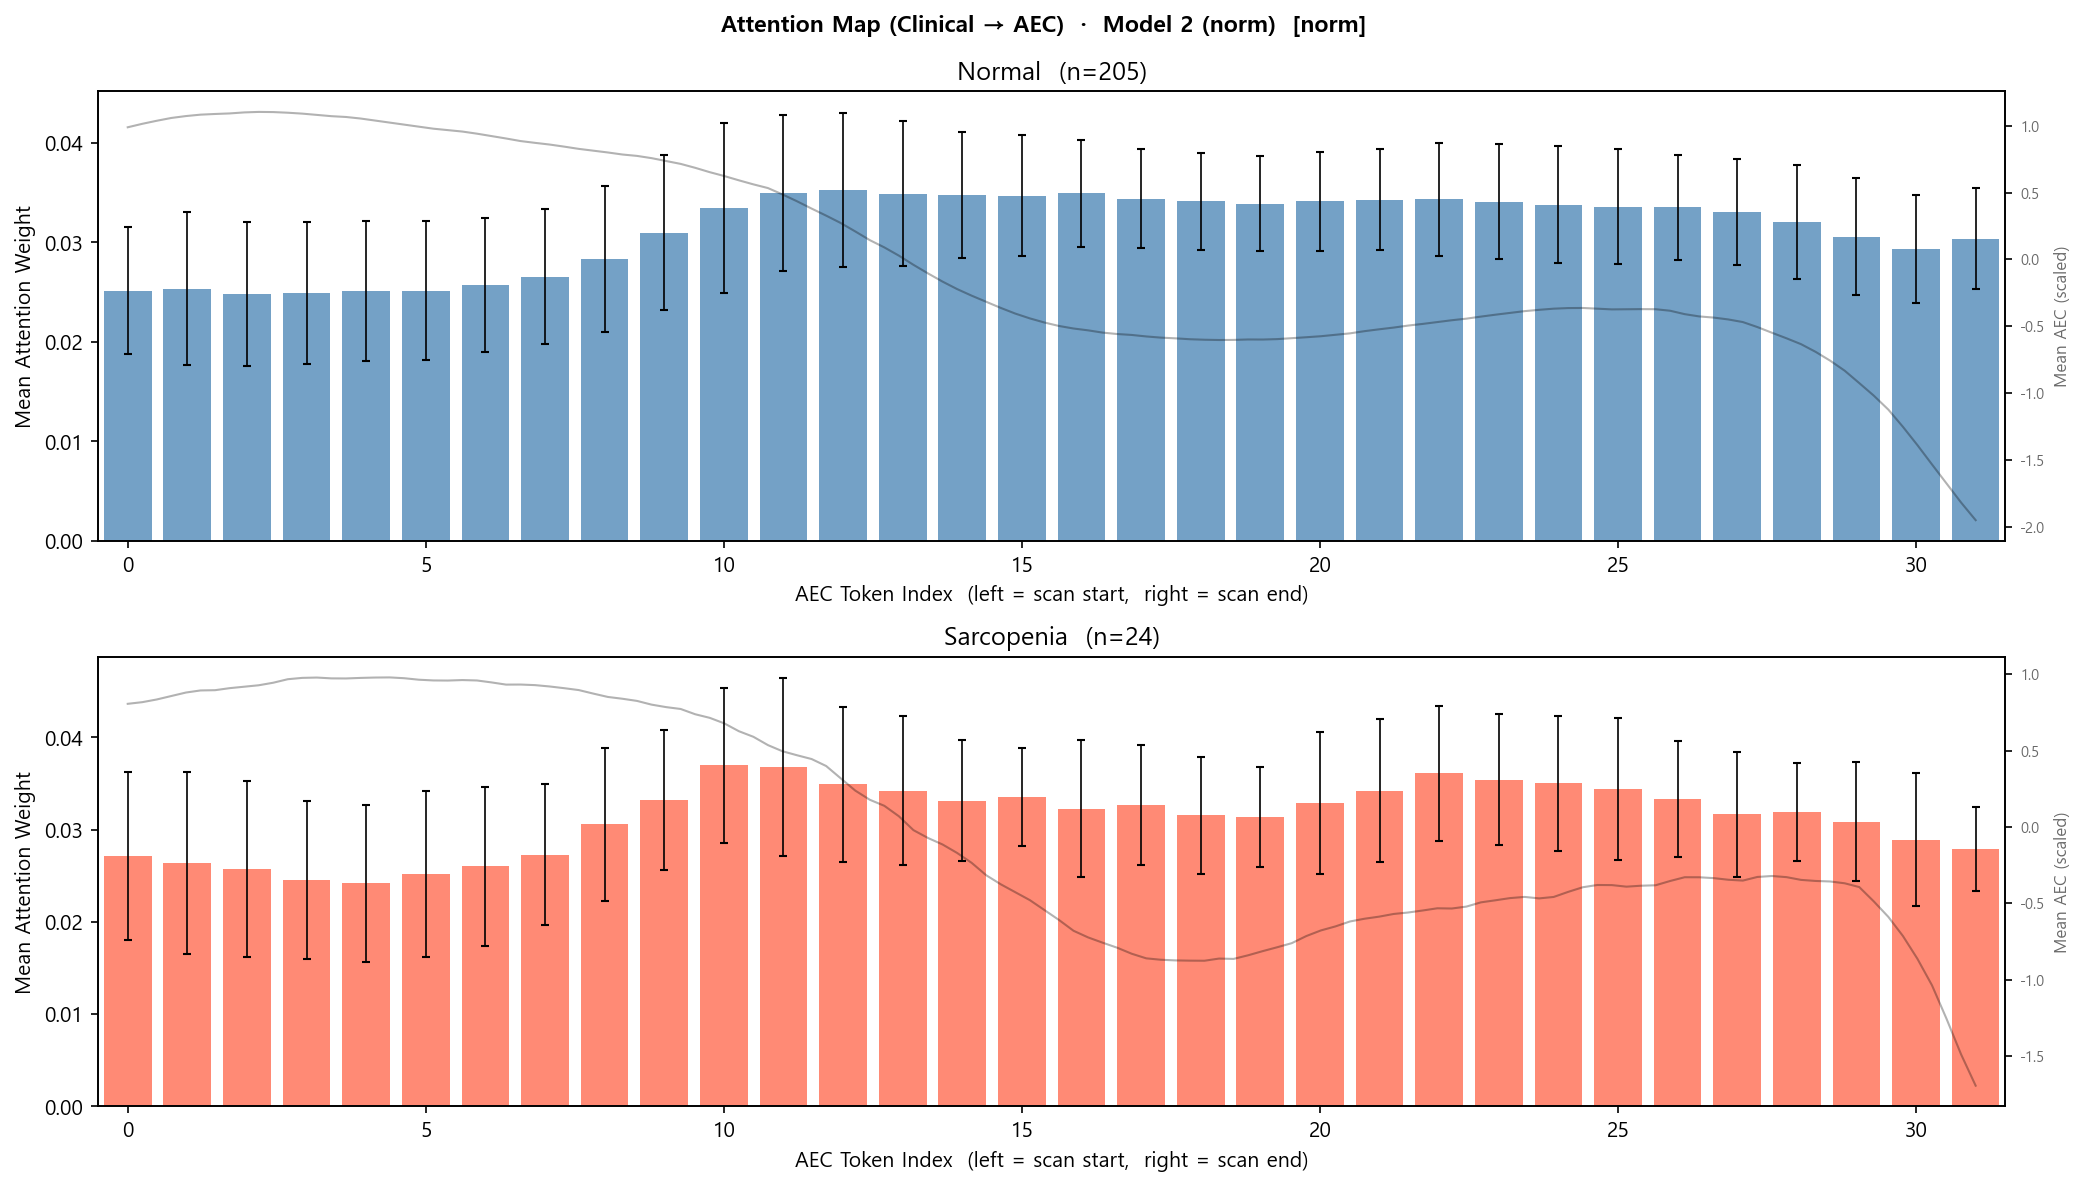 Attention Map (Clinical → AEC) · Model 2 (norm) [norm]
Normal (n=205)
Mean Attention Weight
0.04
0.03
0.02
0.01
0.00
1.0
0.5
0.0
-0.5
-1.0
-1.5
-2.0
Mean AEC (scaled)
0 5 10 15 20 25 30
AEC Token Index (left = scan start, right = scan end)
Sarcopenia (n=24)
Mean Attention Weight
0.04
0.03
0.02
0.01
0.00
1.0
0.5
0.0
-0.5
-1.0
-1.5
Mean AEC (scaled)
0 5 10 15 20 25 30
AEC Token Index (left = scan start, right = scan end)